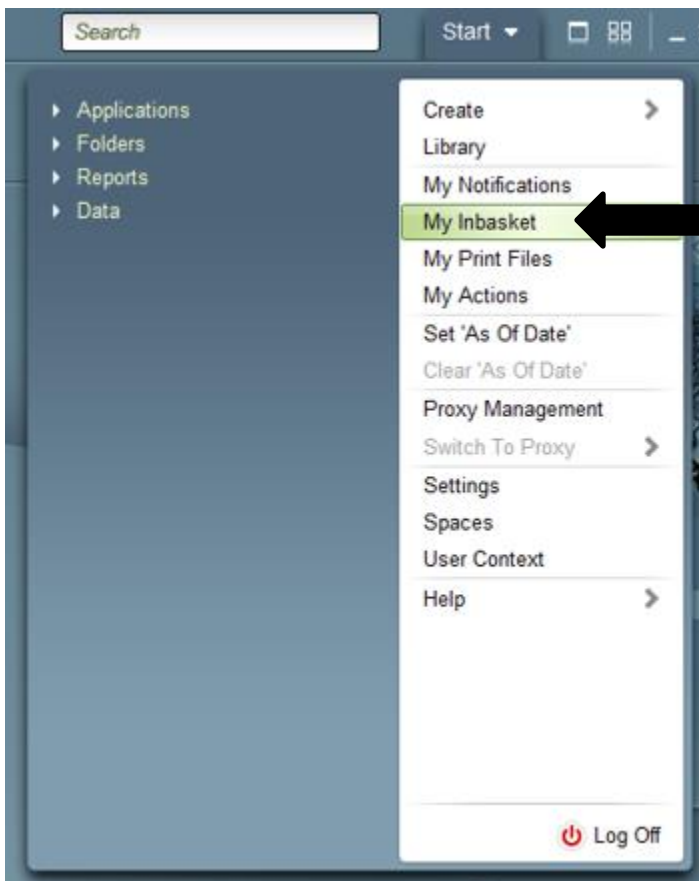 Search
Start
Applications
Folders
Reports
Data
Create
Library
My Notifications
My Inbasket
My Print Files
My Actions
Set 'As Of Date'
Clear 'As Of Date'
Proxy Management
Switch To Proxy
Settings
Spaces
User Context
Help
Log Off